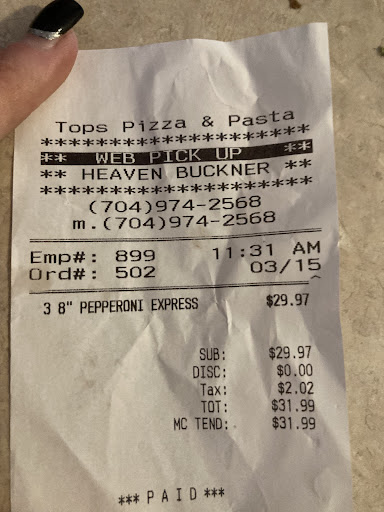 Tops Pizza & Pasta
*********************
** WEB PICK UP **
** HEAVEN BUCKNER **
*********************
(704)974-2568
m.(704)974-2568
Emp#: 899 11:31 AM
Ord#: 502 03/15
3 8" PEPPERONI EXPRESS $29.97
SUB: $29.97
DISC: $0.00
Tax: $2.02
TOT: $31.99
MC TEND: $31.99
*** P A I D ***